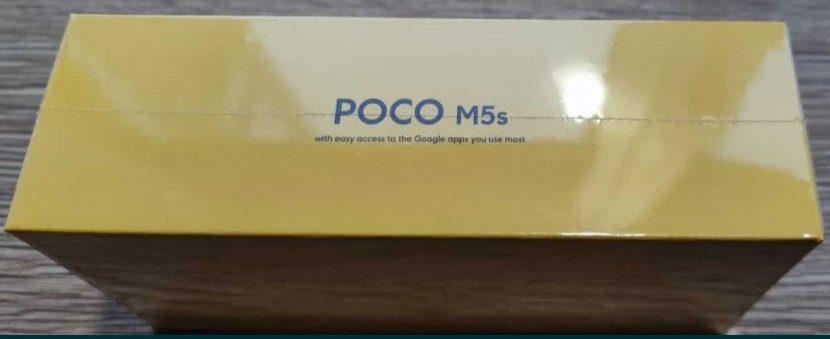 POCO M5s
with easy access to the Google apps you use most